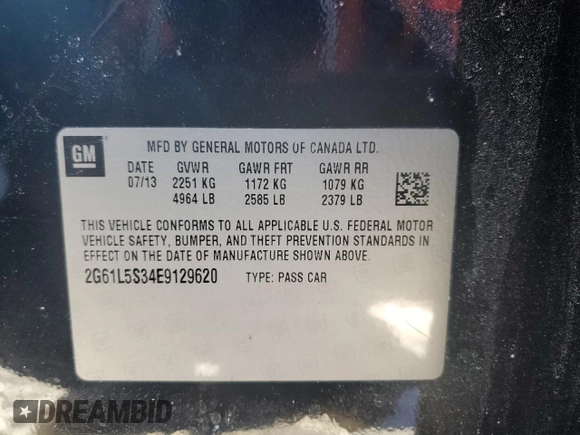 GM
MFD BY GENERAL MOTORS OF CANADA LTD.
DATE GVWR GAWR FRT GAWR RR
07/13 2251 KG 1172 KG 1079 KG
4964 LB 2585 LB 2379 LB
THIS VEHICLE CONFORMS TO ALL APPLICABLE U.S. FEDERAL MOTOR
VEHICLE SAFETY, BUMPER, AND THEFT PREVENTION STANDARDS IN
EFFECT ON THE DATE OF MANUFACTURE SHOWN ABOVE.
2G61L5S34E9129620 TYPE: PASS CAR
DREAMBID